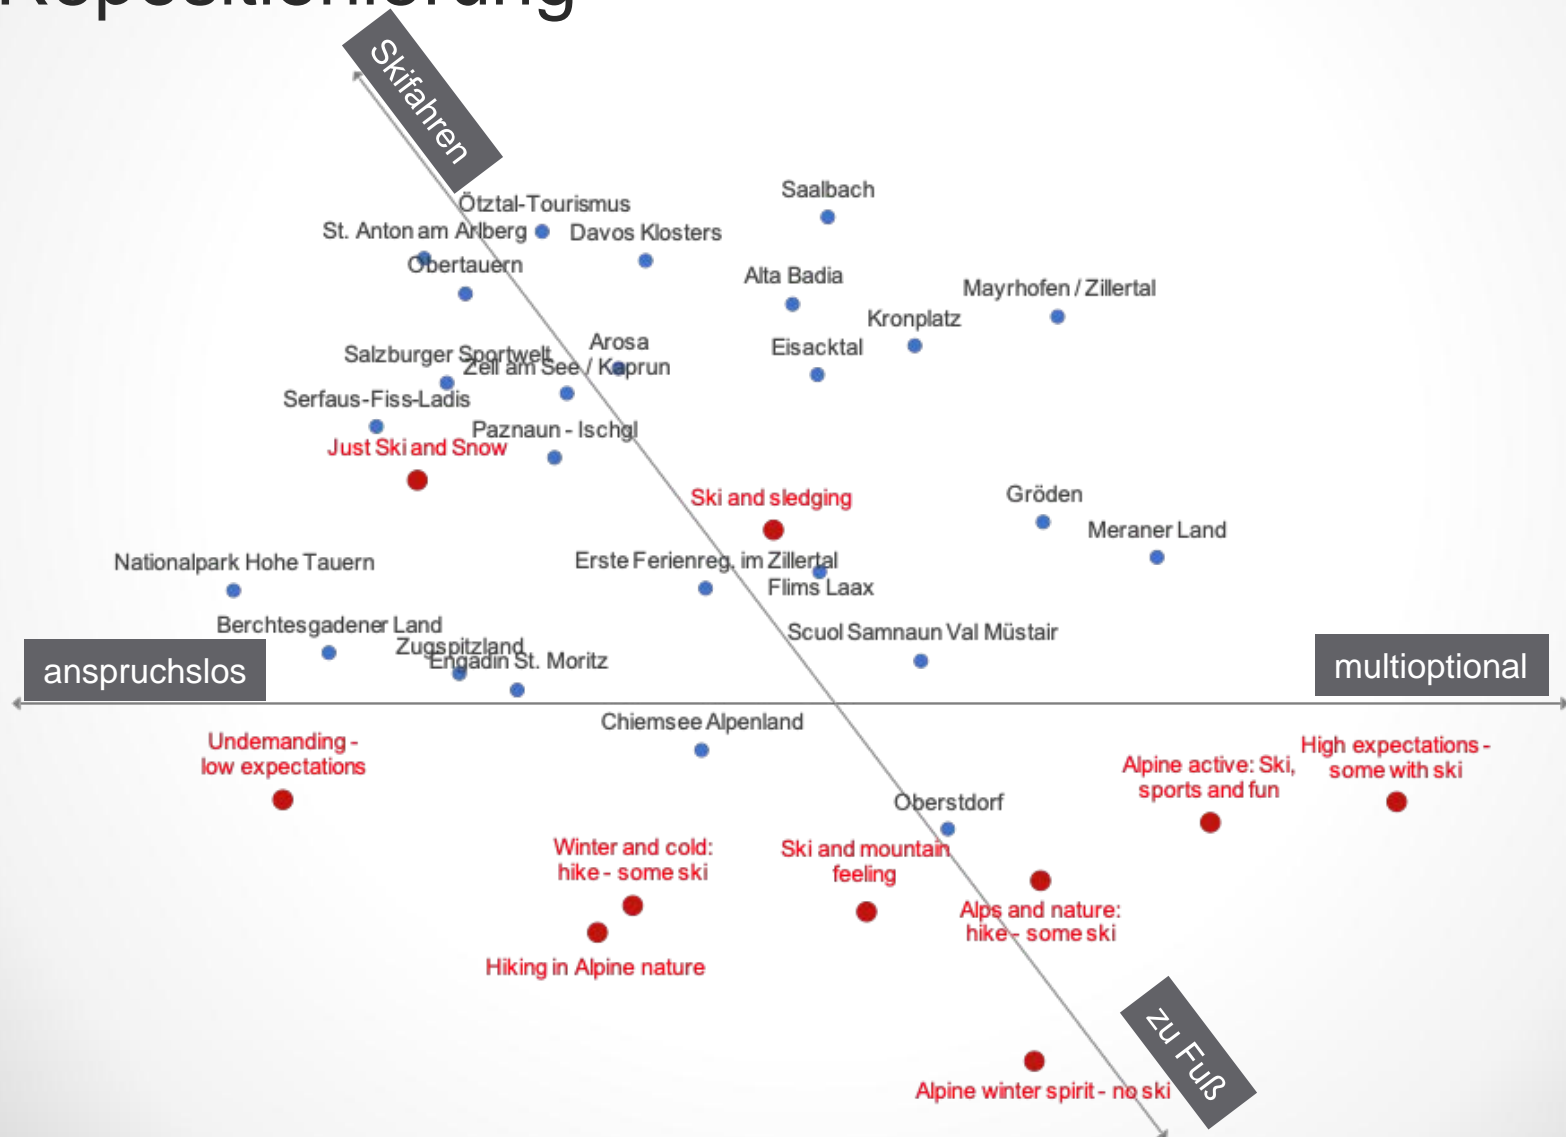 Repositionierung
Skifahren
Saalbach
Ötztal-Tourismus
St. Anton am Arlberg
Davos Klosters
Obertauern
Alta Badia
Mayrhofen / Zillertal
Kronplatz
Arosa
Eisacktal
Salzburger Sportwelt
Zell am See / Kaprun
Serfaus-Fiss-Ladis
Paznaun - Ischgl
Just Ski and Snow
Ski and sledging
Gröden
Meraner Land
Nationalpark Hohe Tauern
Erste Ferienreg. im Zillertal
Flims Laax
Berchtesgadener Land
Scuol Samnaun Val Müstair
Zugspitzland
Engadin St. Moritz
anspruchslos
multioptional
Chiemsee Alpenland
Undemanding -
low expectations
High expectations -
some with ski
Alpine active: Ski,
sports and fun
Oberstdorf
Winter and cold:
hike - some ski
Ski and mountain
feeling
Alps and nature:
hike - some ski
Hiking in Alpine nature
zu Fuß
Alpine winter spirit - no ski